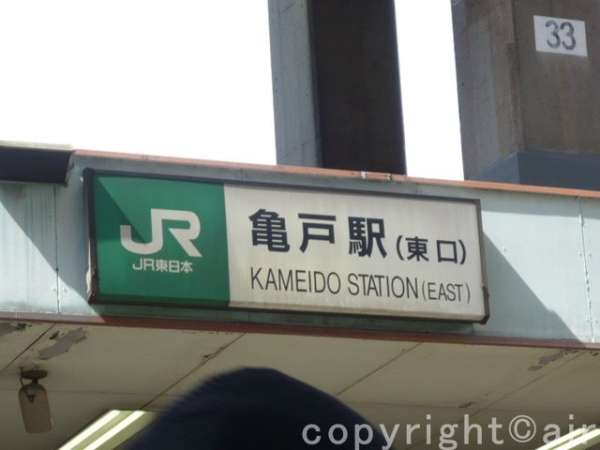 33
JR
JR東日本
亀戸駅(東口)
KAMEIDO STATION(EAST)
copyright©air